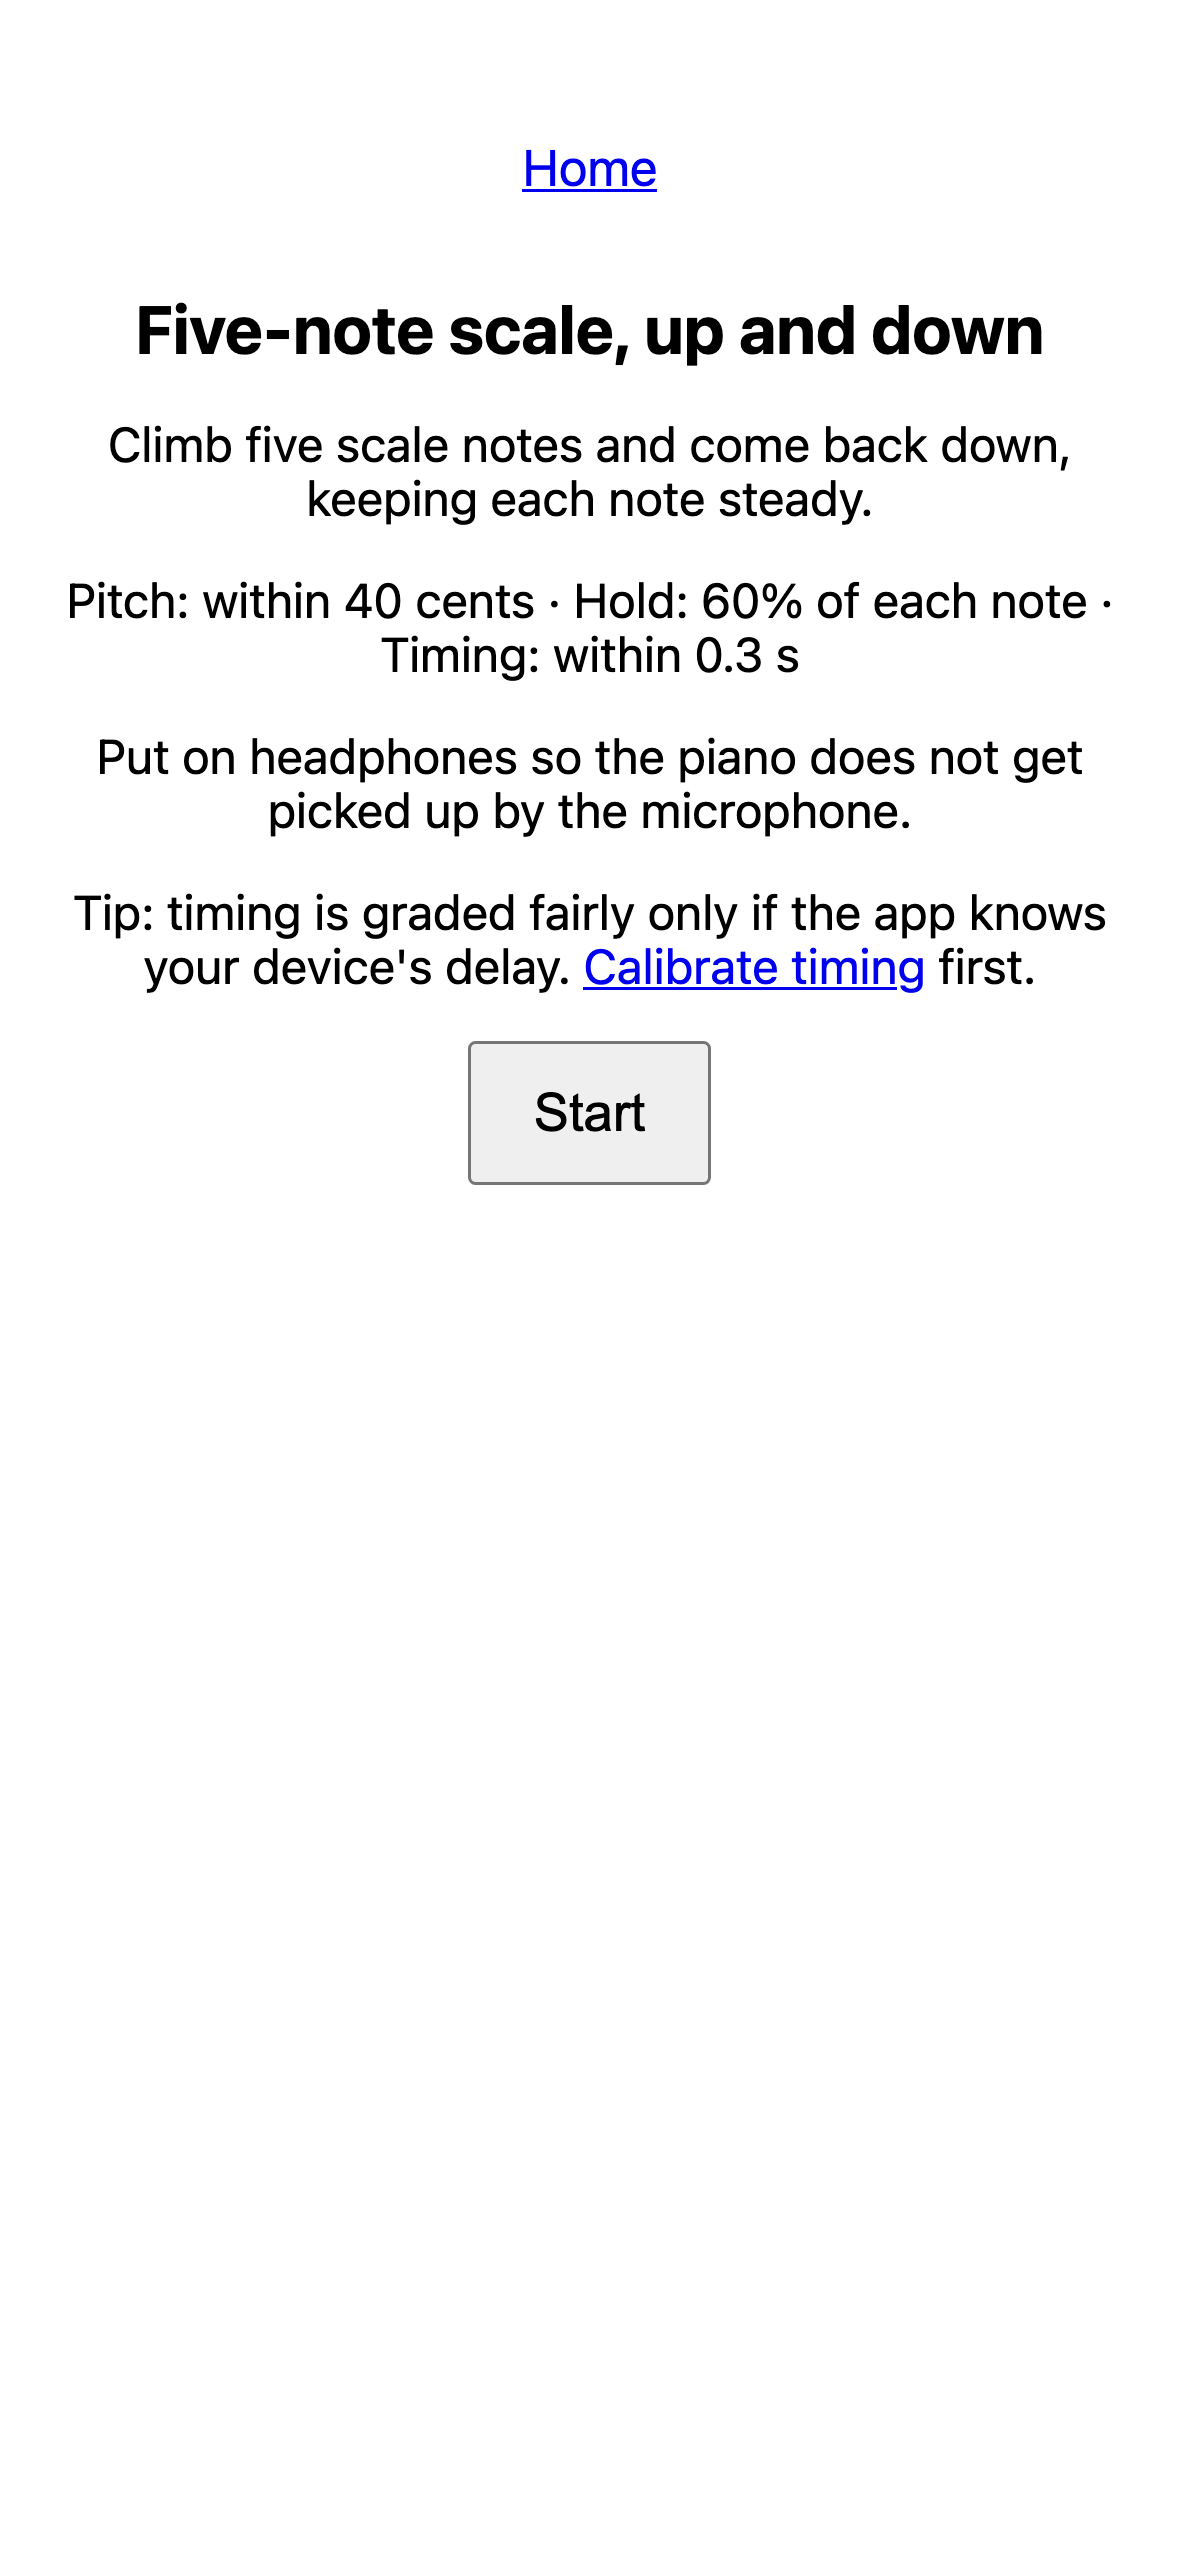 Home
Five-note scale, up and down
Climb five scale notes and come back down,
keeping each note steady.
Pitch: within 40 cents · Hold: 60% of each note ·
Timing: within 0.3 s
Put on headphones so the piano does not get
picked up by the microphone.
Tip: timing is graded fairly only if the app knows
your device's delay. Calibrate timing first.
Start